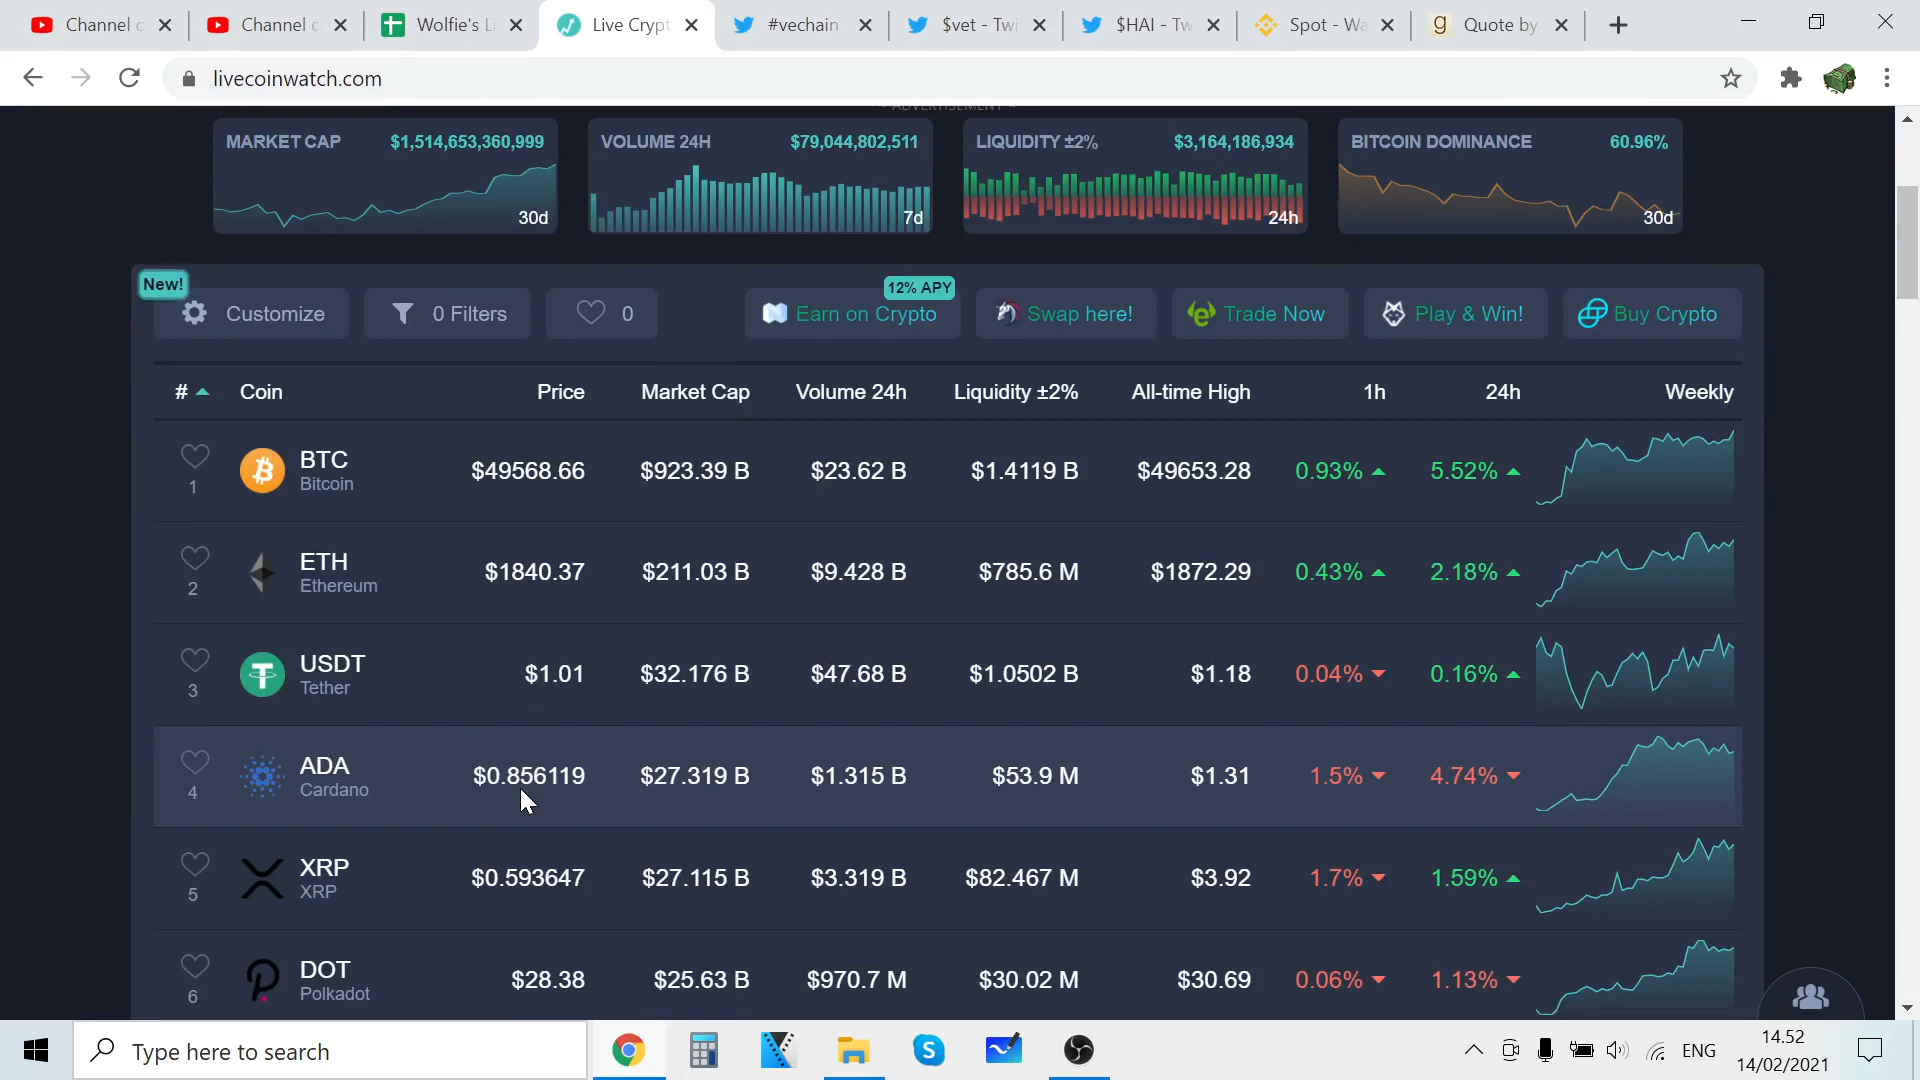 Channel c
Channel c
Wolfie's Li
Live Crypt
#vechain
$vet - Twi
$HAI - Tw
Spot - Wa
Quote by
livecoinwatch.com
ADVERTISEMENT
MARKET CAP $1,514,653,360,999
30d
VOLUME 24H $79,044,802,511
7d
LIQUIDITY ±2% $3,164,186,934
24h
BITCOIN DOMINANCE 60.96%
30d
New!
Customize
0 Filters
0
12% APY
Earn on Crypto
Swap here!
Trade Now
Play & Win!
Buy Crypto
# Coin Price Market Cap Volume 24h Liquidity ±2% All-time High 1h 24h Weekly
1 BTC $49568.66 $923.39 B $23.62 B $1.4119 B $49653.28 0.93% 5.52%
Bitcoin
2 ETH $1840.37 $211.03 B $9.428 B $785.6 M $1872.29 0.43% 2.18%
Ethereum
3 USDT $1.01 $32.176 B $47.68 B $1.0502 B $1.18 0.04% 0.16%
Tether
4 ADA $0.856119 $27.319 B $1.315 B $53.9 M $1.31 1.5% 4.74%
Cardano
5 XRP $0.593647 $27.115 B $3.319 B $82.467 M $3.92 1.7% 1.59%
XRP
6 DOT $28.38 $25.63 B $970.7 M $30.02 M $30.69 0.06% 1.13%
Polkadot
Type here to search
ENG
14.52
14/02/2021